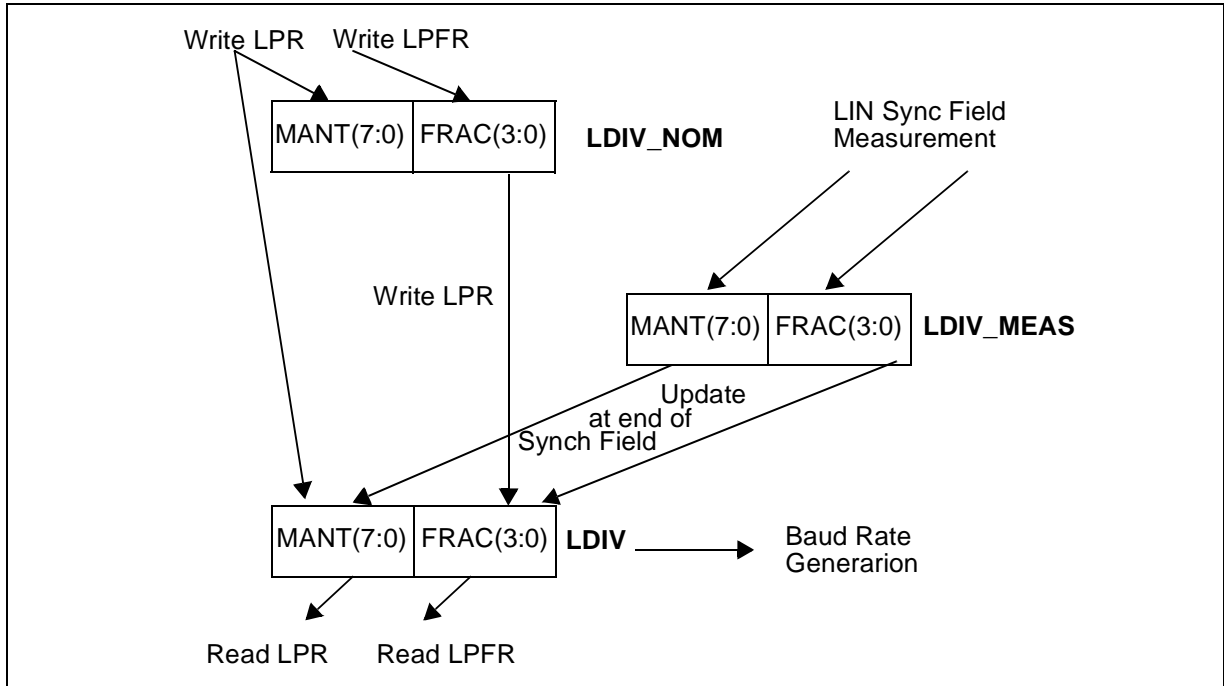 Write LPR
Write LPFR
MANT(7:0)
FRAC(3:0)
LDIV_NOM
LIN Sync Field
Measurement
Write LPR
MANT(7:0)
FRAC(3:0)
LDIV_MEAS
Update
at end of
Synch Field
MANT(7:0)
FRAC(3:0)
LDIV
Baud Rate
Generarion
Read LPR
Read LPFR